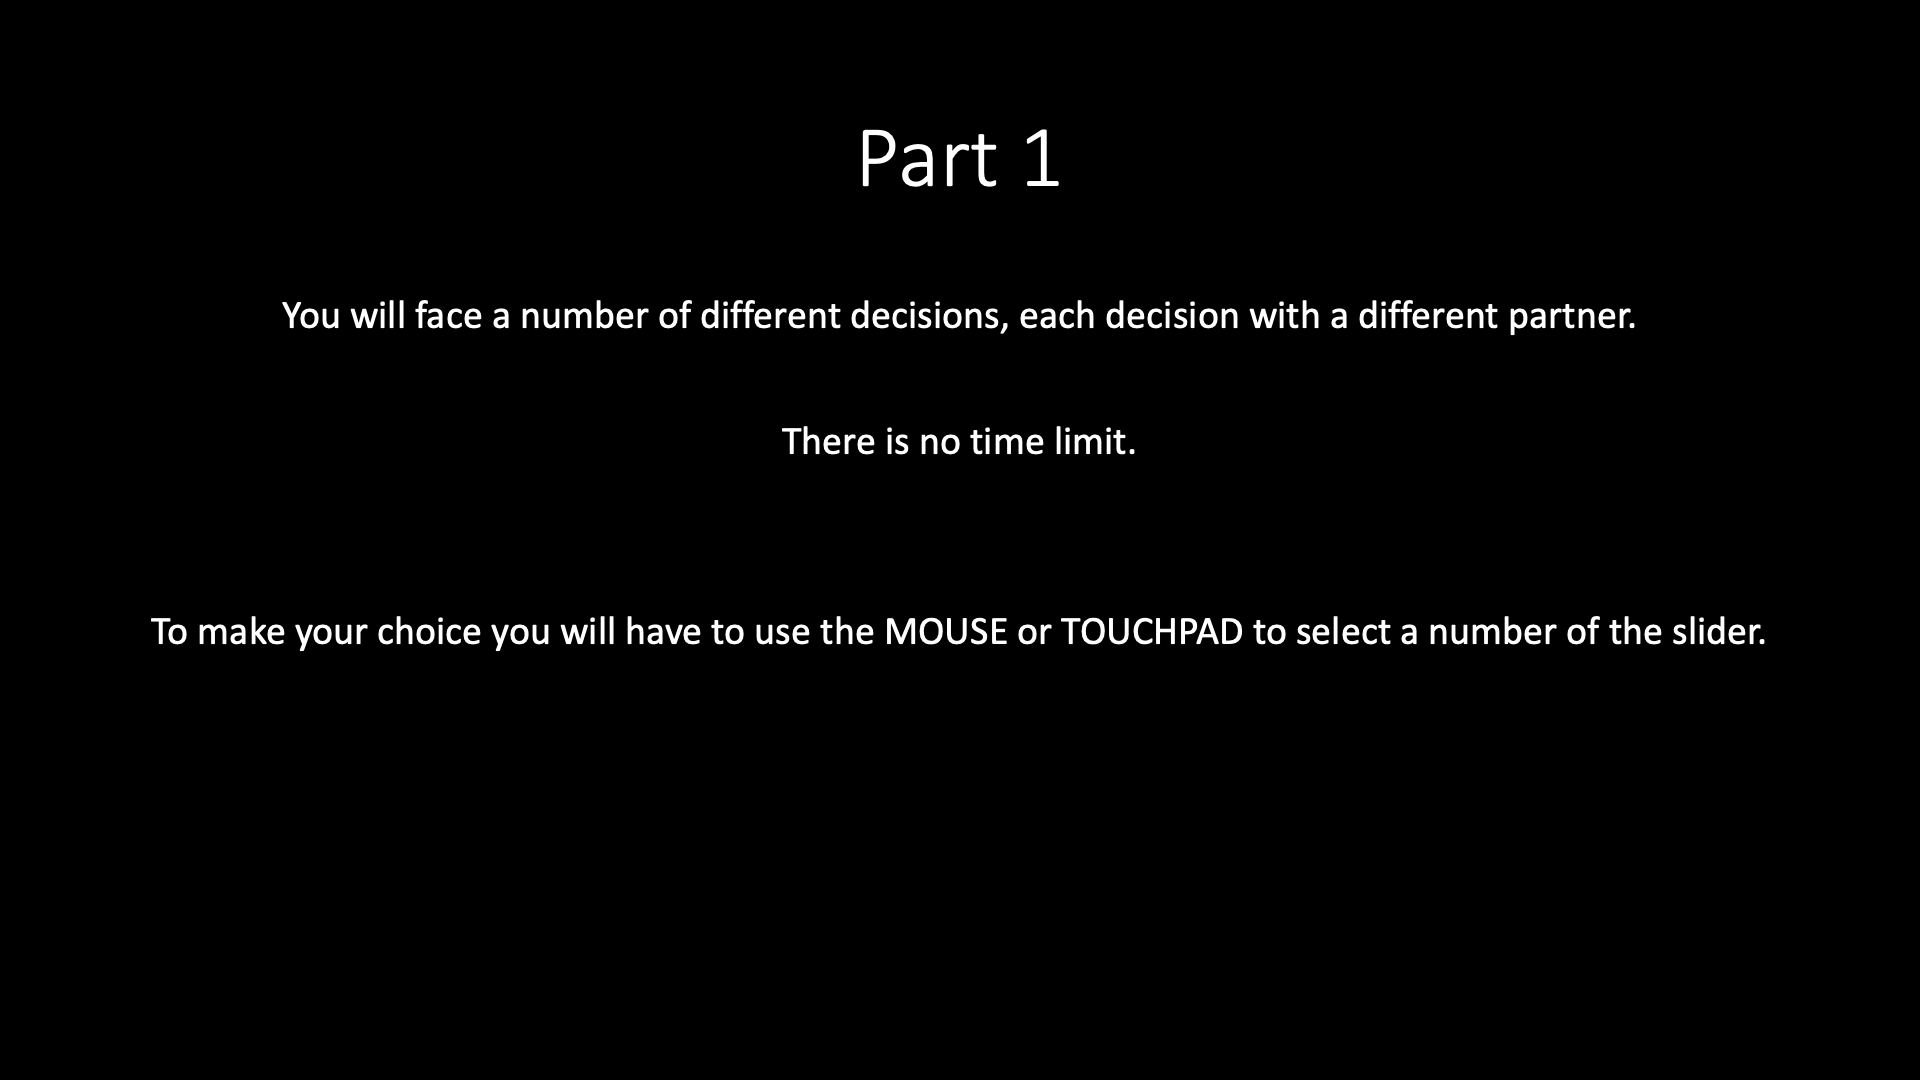 Part 1
You will face a number of different decisions, each decision with a different partner.
There is no time limit.
To make your choice you will have to use the MOUSE or TOUCHPAD to select a number of the slider.